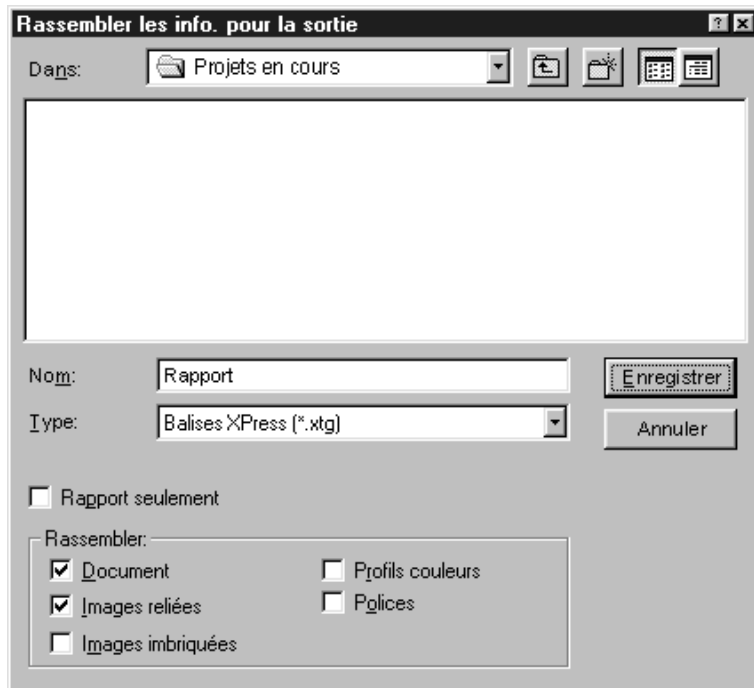 Rassembler les info. pour la sortie
Dans:
Projets en cours
Nom:
Rapport
Enregistrer
Type:
Balises XPress (*.xtg)
Annuler
Rapport seulement
Rassembler:
Document
Profils couleurs
Images reliées
Polices
Images imbriquées